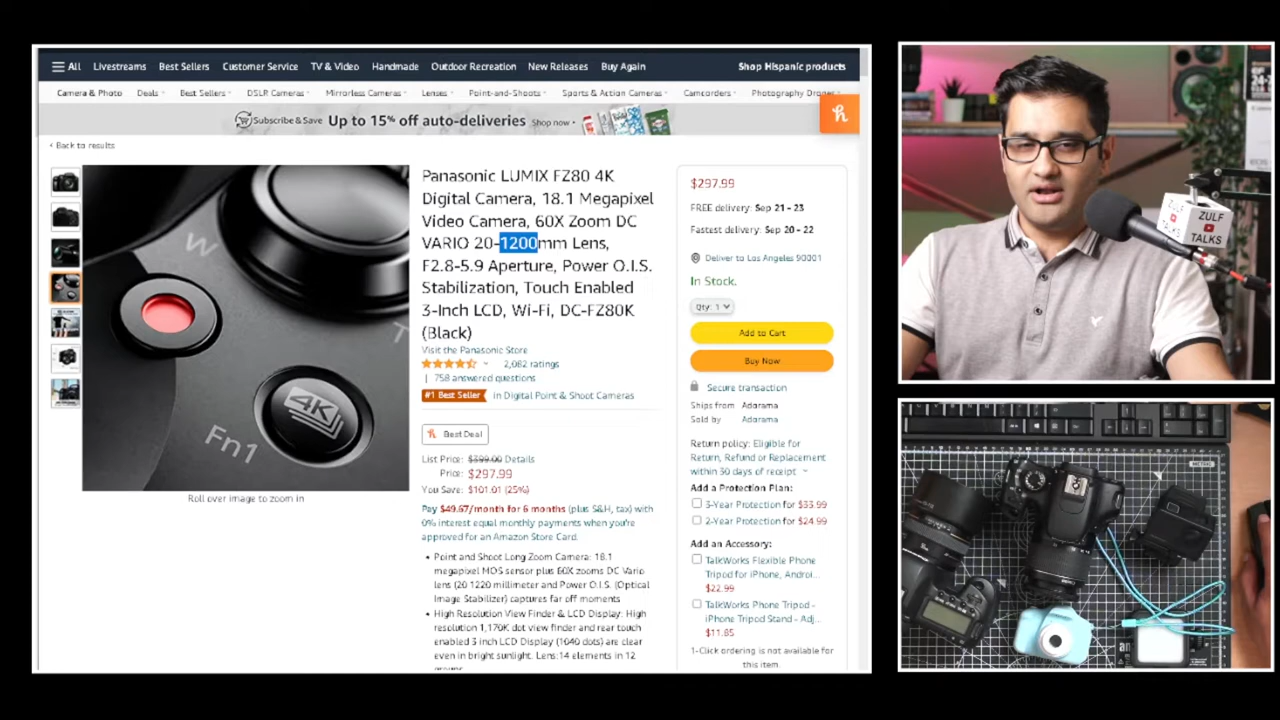 All Livestreams Best Sellers Customer Service TV & Video Handmade Outdoor Recreation New Releases Buy Again Shop Hispanic products
Camera & Photo Deals Best Sellers DSLR Cameras Mirrorless Cameras Lenses Point-and-Shoots Sports & Action Cameras Camcorders Photography Drones
Subscribe & Save Up to 15% off auto-deliveries Shop now
h
‹ Back to results
W
T
4K
Fn1
Roll over image to zoom in
Panasonic LUMIX FZ80 4K
Digital Camera, 18.1 Megapixel
Video Camera, 60X Zoom DC
VARIO 20-1200mm Lens,
F2.8-5.9 Aperture, Power O.I.S.
Stabilization, Touch Enabled
3-Inch LCD, Wi-Fi, DC-FZ80K
(Black)
Visit the Panasonic Store
2,082 ratings
| 758 answered questions
#1 Best Seller in Digital Point & Shoot Cameras
h Best Deal
List Price: $399.00 Details
Price: $297.99
You Save: $101.01 (25%)
Pay $49.67/month for 6 months (plus S&H, tax) with
0% interest equal monthly payments when you're
approved for an Amazon Store Card.
• Point and Shoot Long Zoom Camera: 18.1
megapixel MOS sensor plus 60X zooms DC Vario
lens (20 1220 millimeter and Power O.I.S. (Optical
Image Stabilizer) captures far off moments
• High Resolution View Finder & LCD Display: High
resolution 1,170K dot view finder and rear touch
enabled 3 inch LCD Display (1040 dots) are clear
even in bright sunlight. Lens:14 elements in 12
$297.99
FREE delivery: Sep 21 - 23
Fastest delivery: Sep 20 - 22
Deliver to Los Angeles 90001
In Stock.
Qty: 1
Add to Cart
Buy Now
Secure transaction
Ships from Adorama
Sold by Adorama
Return policy: Eligible for
Return, Refund or Replacement
within 30 days of receipt
Add a Protection Plan:
3-Year Protection for $33.99
2-Year Protection for $24.99
Add an Accessory:
TalkWorks Flexible Phone
Tripod for iPhone, Androi...
$22.99
TalkWorks Phone Tripod -
iPhone Tripod Stand - Adj...
$11.85
1-Click ordering is not available for
this item.
ZULF
TALKS
METRIC